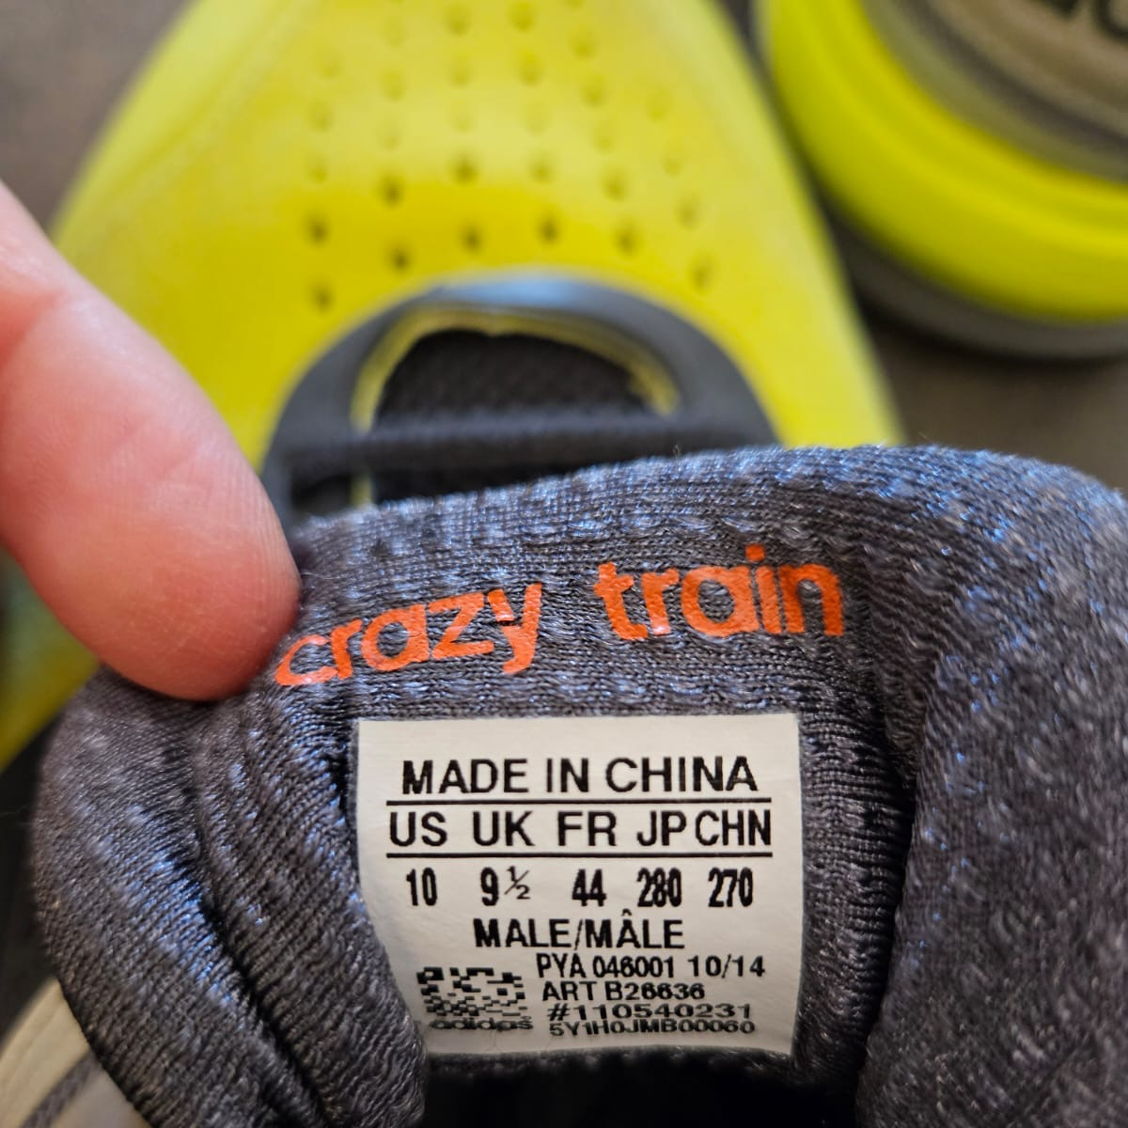 crazy train
MADE IN CHINA
US UK FR JP CHN
10 9½ 44 280 270
MALE/MÂLE
PYA 046001 10/14
ART B26636
#110540231
adidas 5Y1H0JMB00060